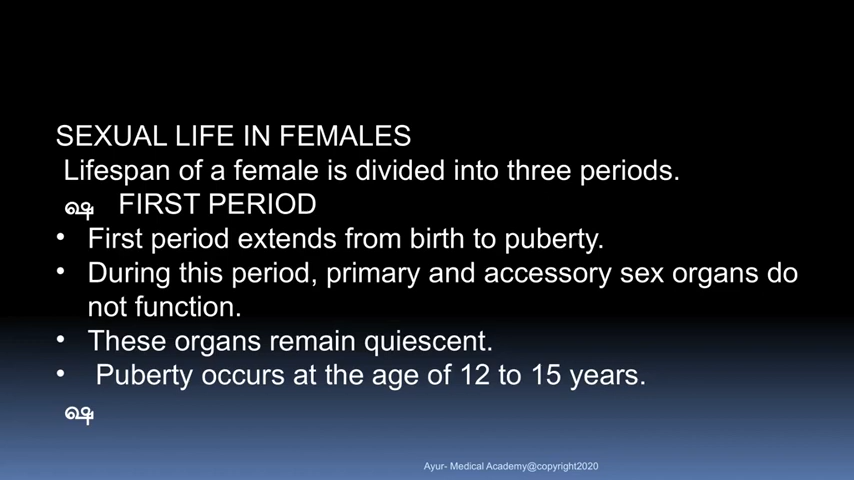 SEXUAL LIFE IN FEMALES
Lifespan of a female is divided into three periods.
ஷ FIRST PERIOD
• First period extends from birth to puberty.
• During this period, primary and accessory sex organs do
not function.
• These organs remain quiescent.
• Puberty occurs at the age of 12 to 15 years.
ஷ
Ayur- Medical Academy@copyright2020